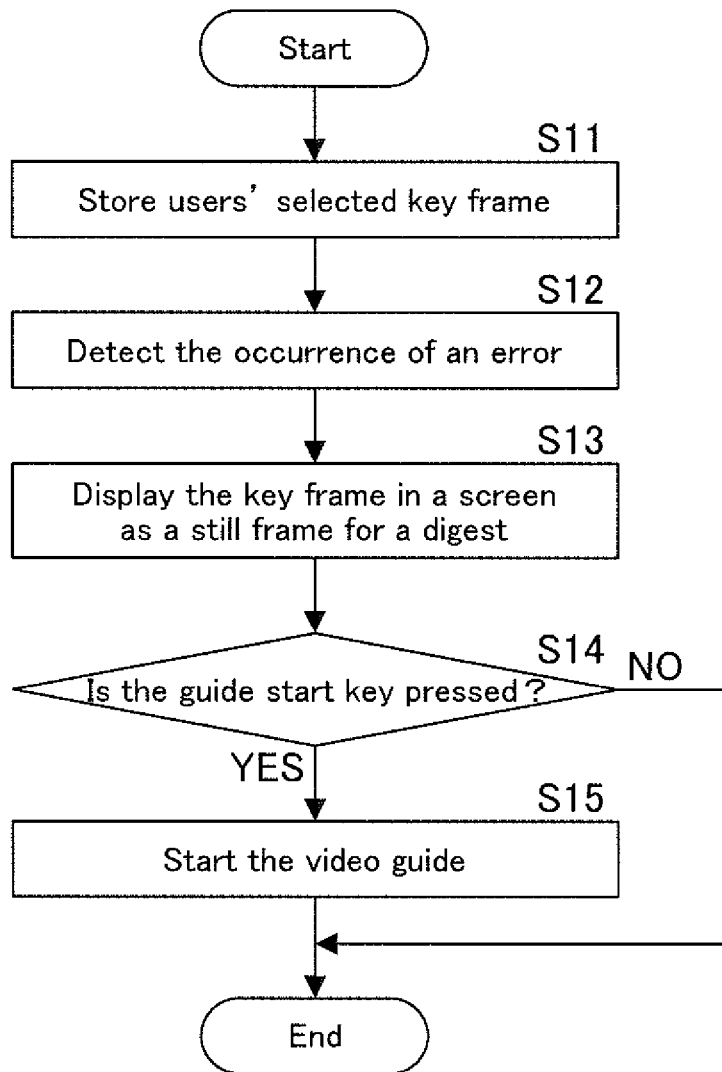 Start
S11
Store users' selected key frame
S12
Detect the occurrence of an error
S13
Display the key frame in a screen
as a still frame for a digest
S14
NO
Is the guide start key pressed?
YES
S15
Start the video guide
End